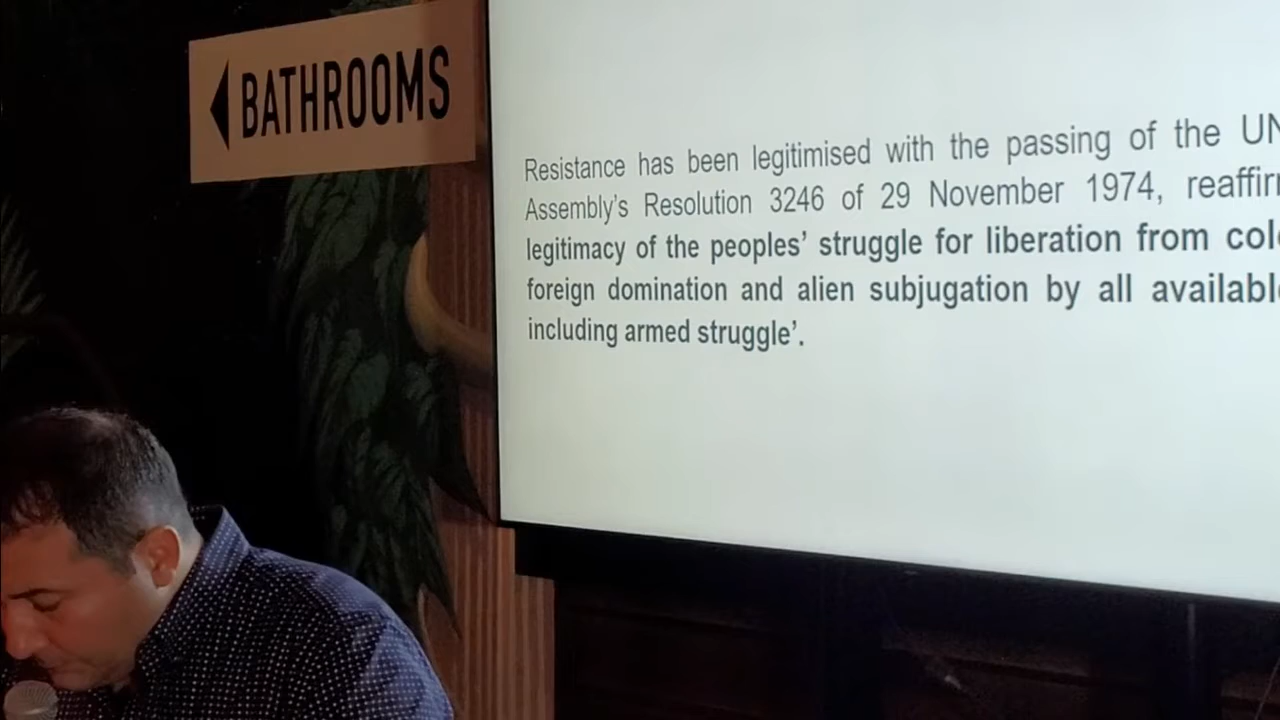 BATHROOMS
Resistance has been legitimised with the passing of the UN
Assembly's Resolution 3246 of 29 November 1974,
legitimacy of the peoples' struggle for liberation from
foreign domination and alien subjugation by all
including armed struggle'.